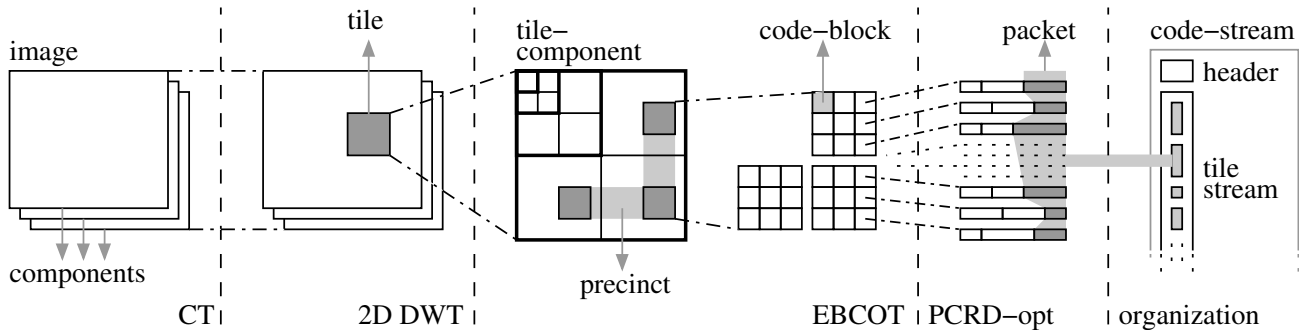 tile
tile–
component
code–block
packet
code–stream
image
header
tile
stream
components
precinct
CT
2D DWT
EBCOT
PCRD–opt
organization